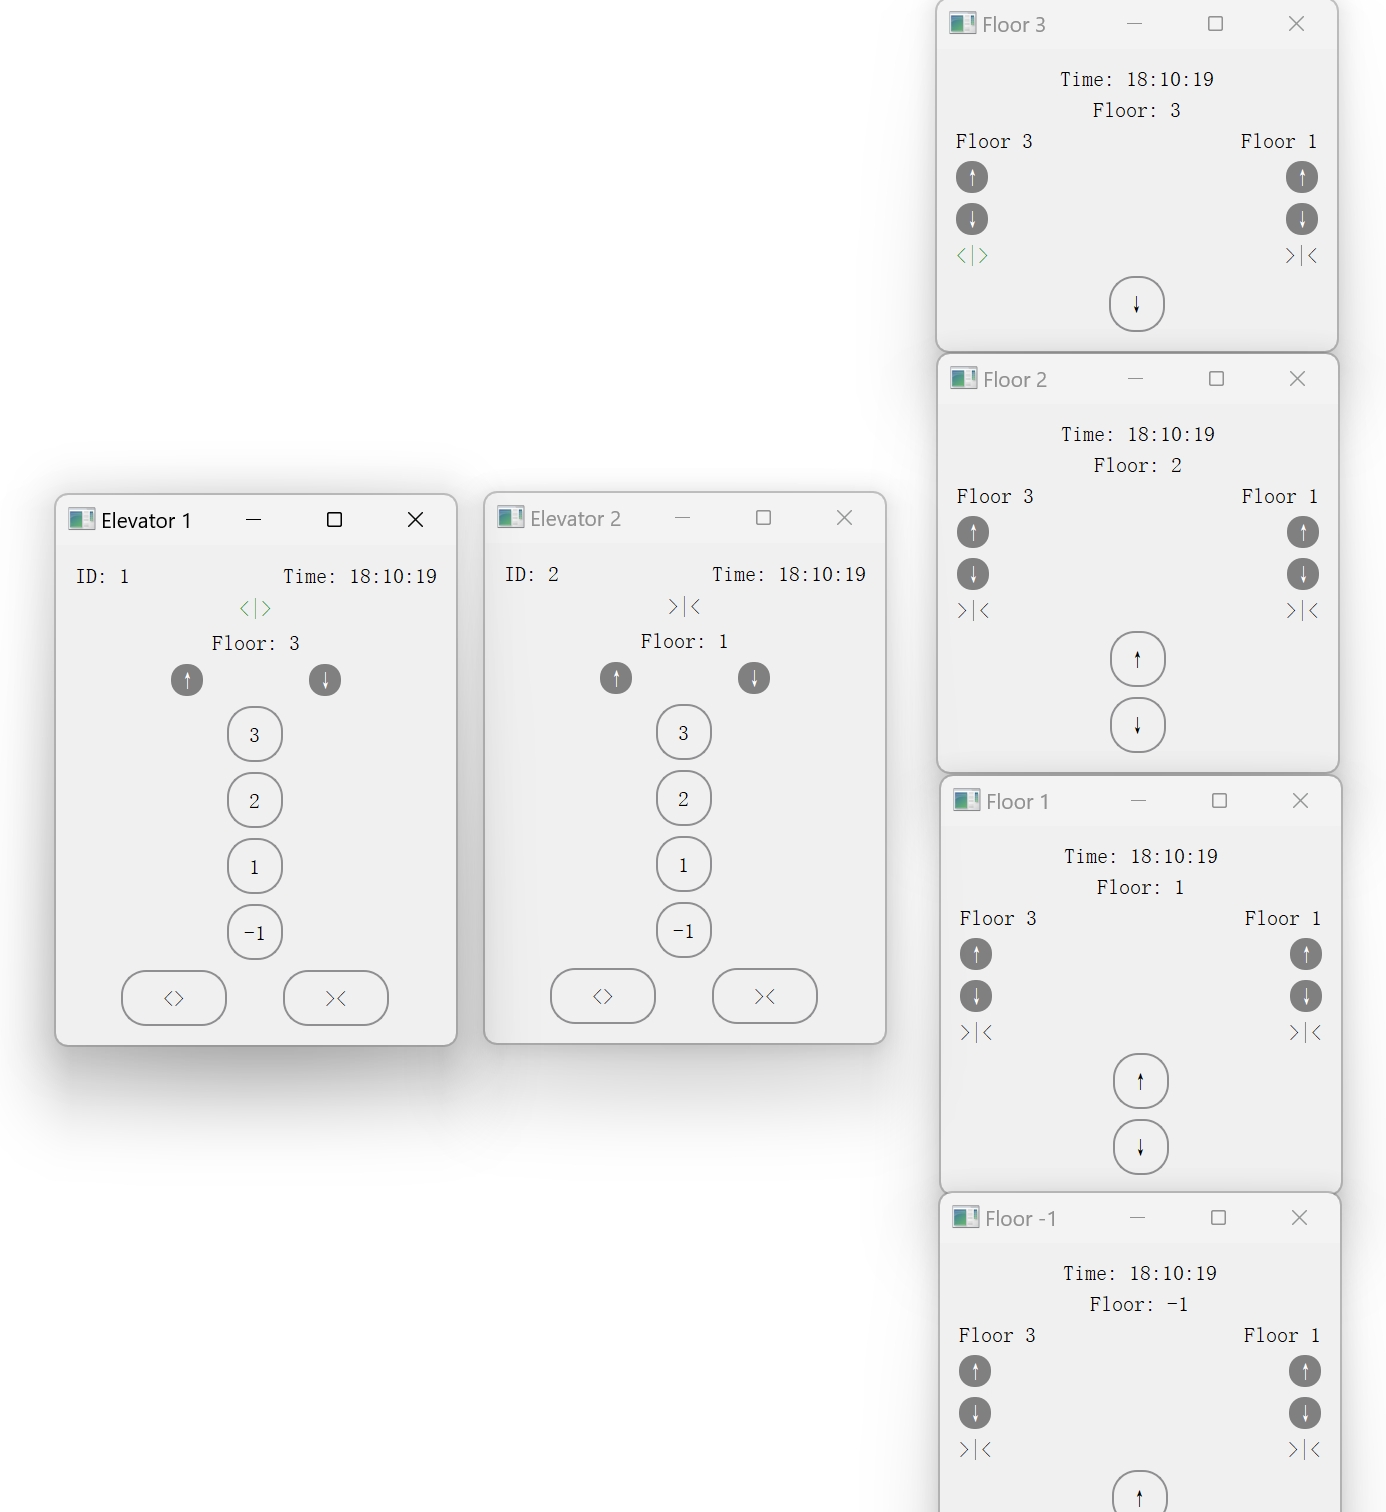 Elevator 1
ID: 1 Time: 18:10:19
<|>
Floor: 3
↑ ↓
3
2
1
-1
<> ><
Elevator 2
ID: 2 Time: 18:10:19
>|<
Floor: 1
↑ ↓
3
2
1
-1
<> ><
Floor 3
Time: 18:10:19
Floor: 3
Floor 3 Floor 1
↑ ↑
↓ ↓
<|> >|<
↓
Floor 2
Time: 18:10:19
Floor: 2
Floor 3 Floor 1
↑ ↑
↓ ↓
>|< >|<
↑
↓
Floor 1
Time: 18:10:19
Floor: 1
Floor 3 Floor 1
↑ ↑
↓ ↓
>|< >|<
↑
↓
Floor -1
Time: 18:10:19
Floor: -1
Floor 3 Floor 1
↑ ↑
↓ ↓
>|< >|<
↑